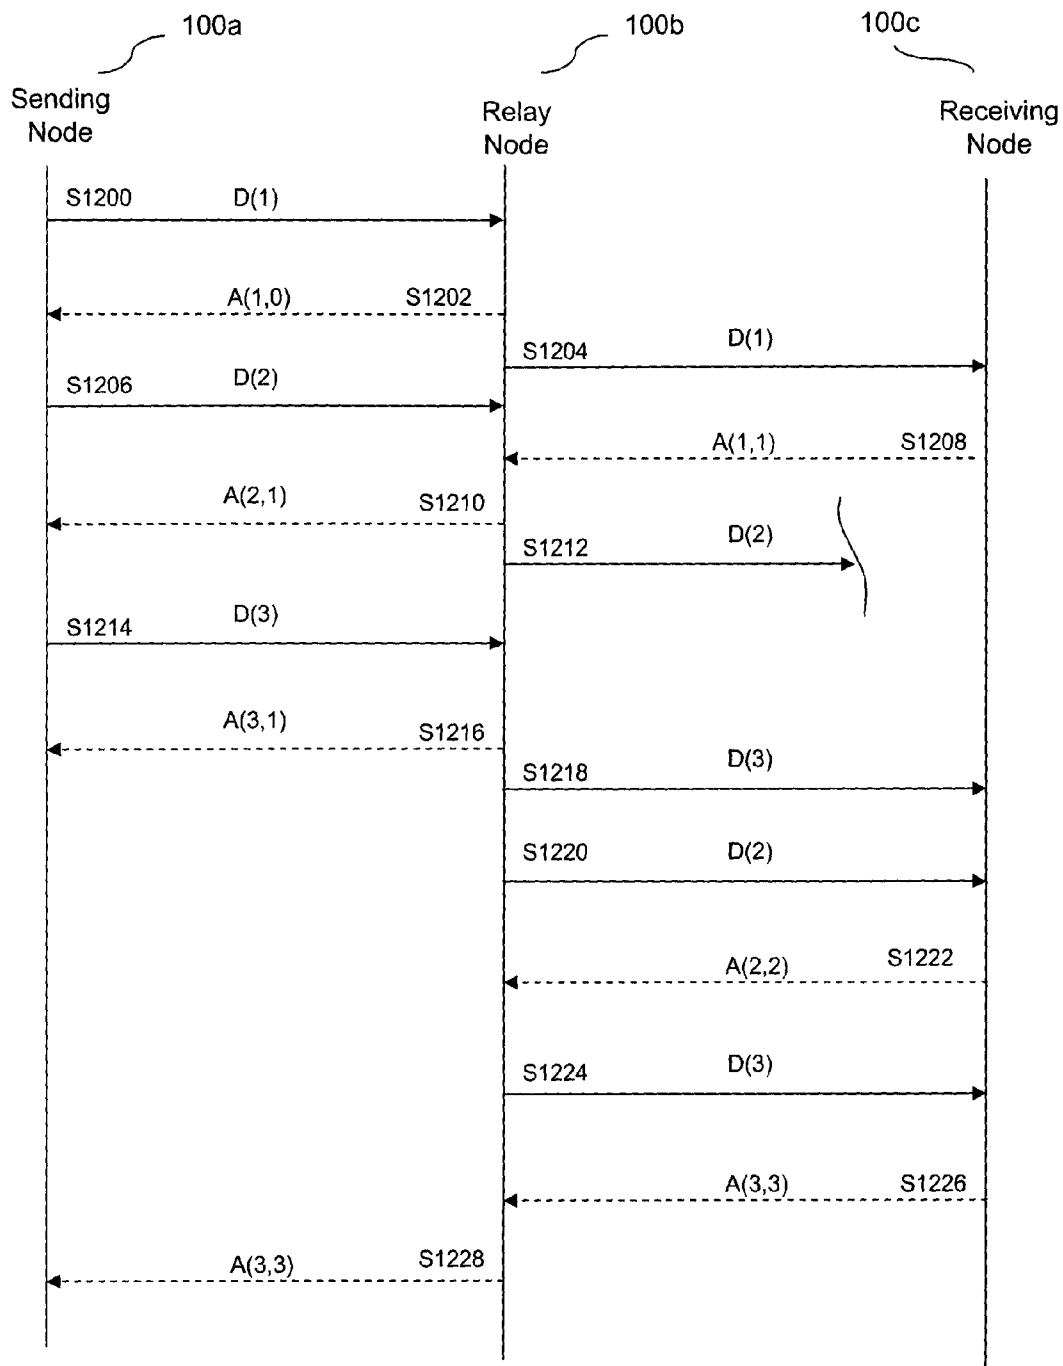 100a
100b
100c
Sending
Node
Relay
Node
Receiving
Node
S1200
D(1)
A(1,0)
S1202
S1204
D(1)
S1206
D(2)
A(1,1)
S1208
A(2,1)
S1210
S1212
D(2)
S1214
D(3)
A(3,1)
S1216
S1218
D(3)
S1220
D(2)
A(2,2)
S1222
S1224
D(3)
A(3,3)
S1226
A(3,3)
S1228